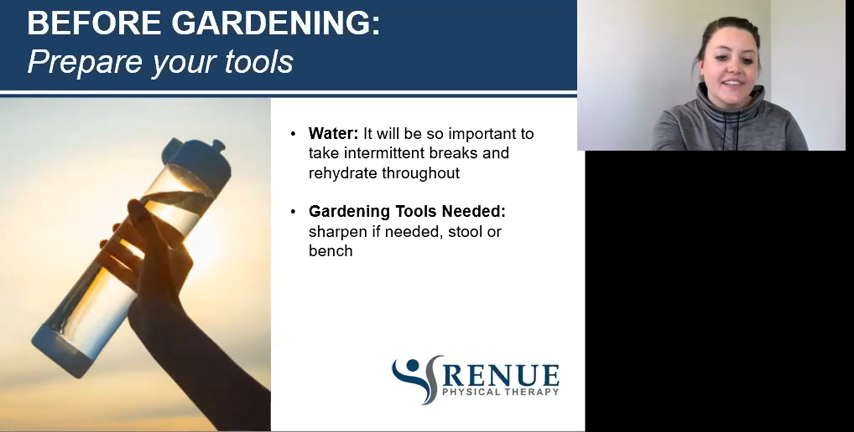 BEFORE GARDENING:
Prepare your tools
• Water: It will be so important to
take intermittent breaks and
rehydrate throughout
• Gardening Tools Needed:
sharpen if needed, stool or
bench
RENUE
PHYSICAL THERAPY